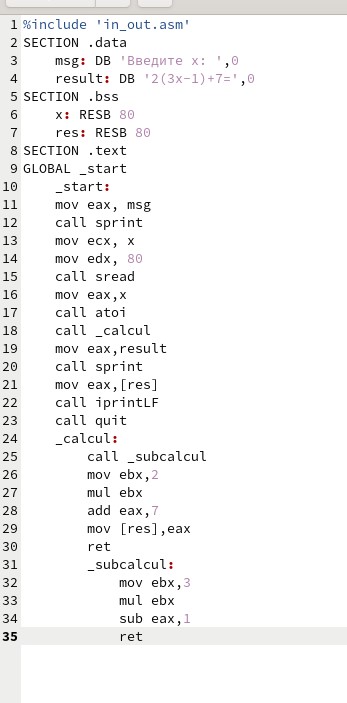 1 %include 'in_out.asm'
2 SECTION .data
3     msg: DB 'Введите x: ',0
4     result: DB '2(3x-1)+7=',0
5 SECTION .bss
6     x: RESB 80
7     res: RESB 80
8 SECTION .text
9 GLOBAL _start
10     _start:
11     mov eax, msg
12     call sprint
13     mov ecx, x
14     mov edx, 80
15     call sread
16     mov eax,x
17     call atoi
18     call _calcul
19     mov eax,result
20     call sprint
21     mov eax,[res]
22     call iprintLF
23     call quit
24     _calcul:
25         call _subcalcul
26         mov ebx,2
27         mul ebx
28         add eax,7
29         mov [res],eax
30         ret
31         _subcalcul:
32             mov ebx,3
33             mul ebx
34             sub eax,1
35             ret